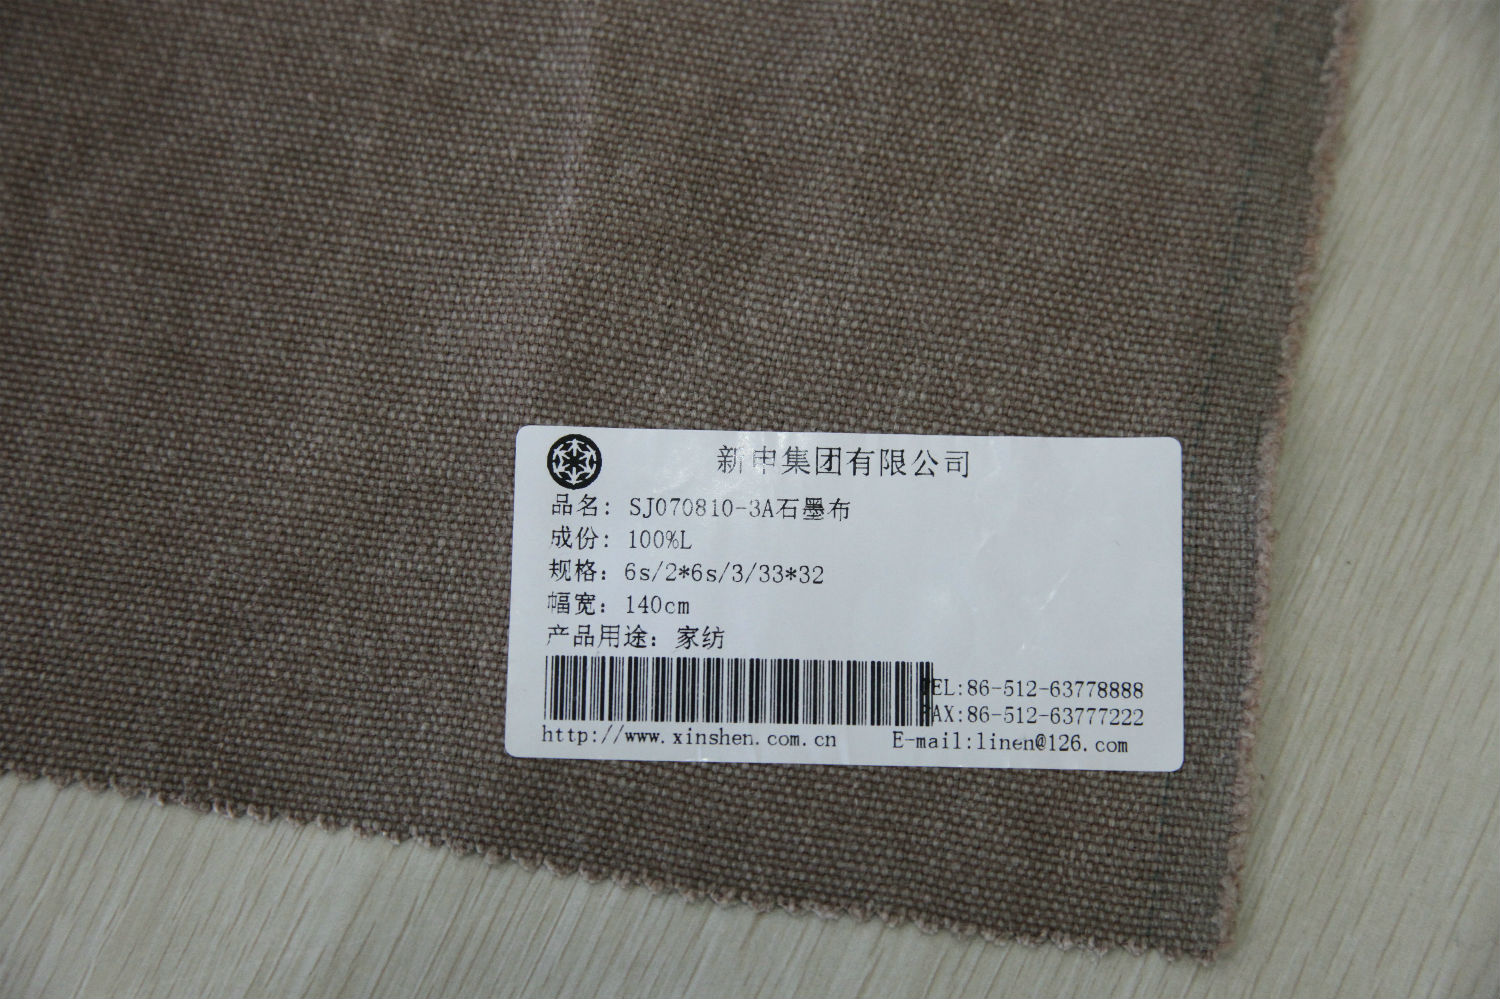 新申集团有限公司
品名: SJ070810-3A石墨布
成份: 100%L
规格: 6s/2*6s/3/33*32
幅宽: 140cm
产品用途: 家纺
TEL:86-512-63778888
FAX:86-512-63777222
http://www.xinshen.com.cn E-mail:linen@126.com